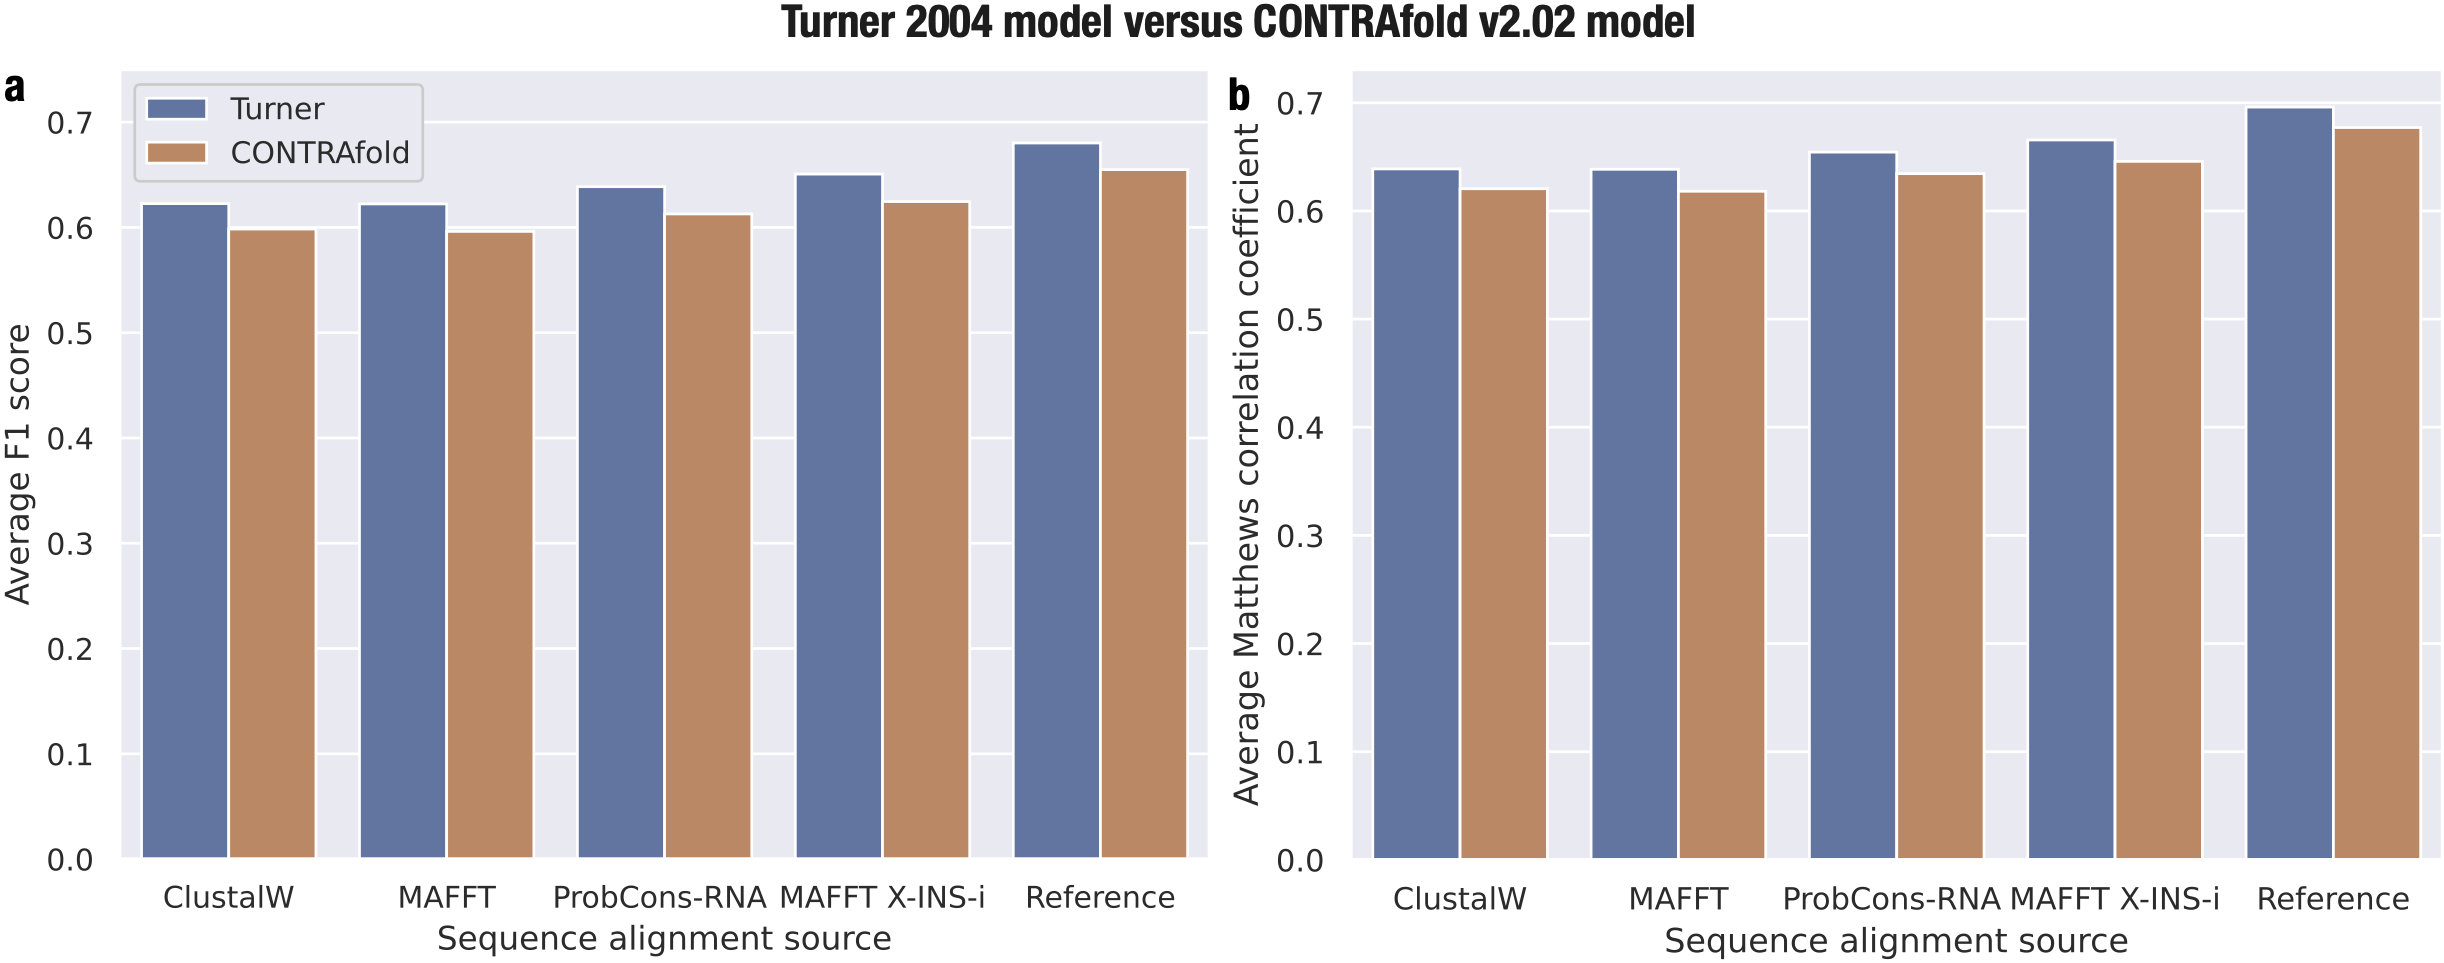 Turner 2004 model versus CONTRAfold v2.02 model
a
Turner
CONTRAfold
0.7
0.6
0.5
0.4
0.3
0.2
0.1
0.0
Average F1 score
ClustalW MAFFT ProbCons-RNA MAFFT X-INS-i Reference
Sequence alignment source
b
0.7
0.6
0.5
0.4
0.3
0.2
0.1
0.0
Average Matthews correlation coefficient
ClustalW MAFFT ProbCons-RNA MAFFT X-INS-i Reference
Sequence alignment source